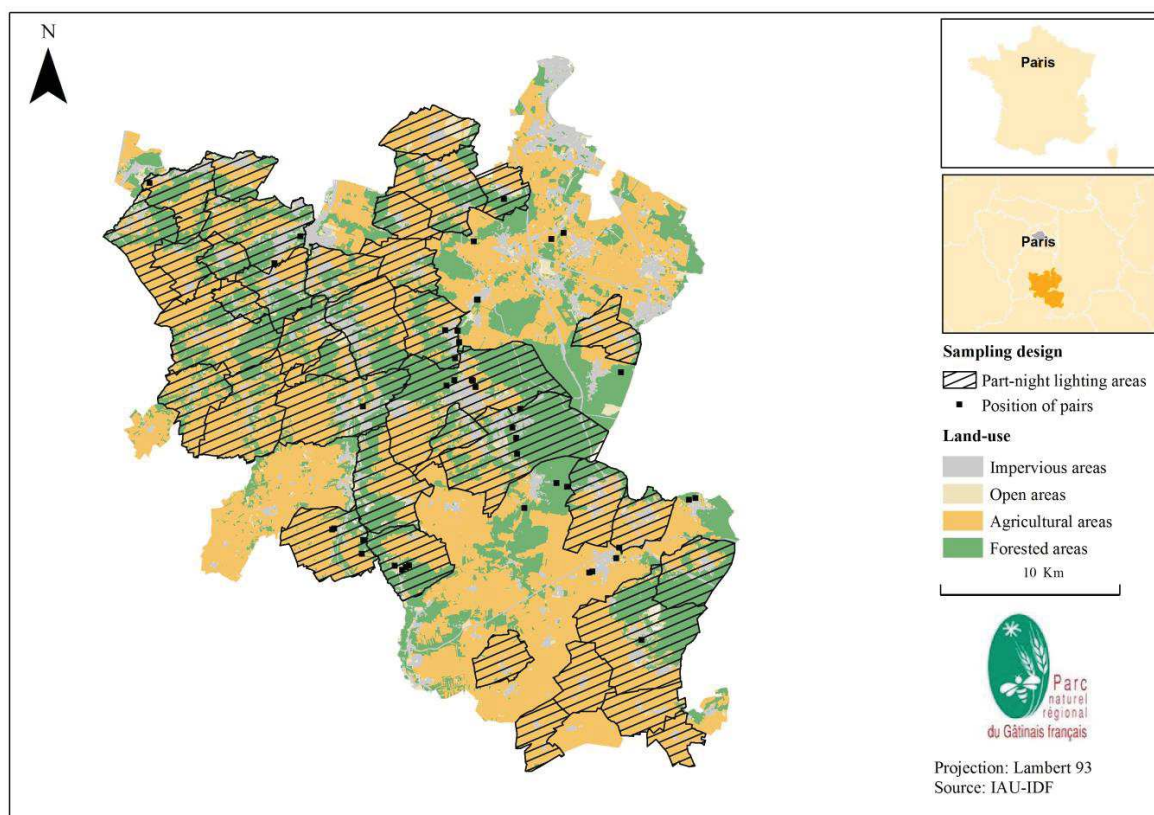 N
Paris
Paris
Sampling design
Part-night lighting areas
Position of pairs
Land-use
Impervious areas
Open areas
Agricultural areas
Forested areas
10 Km
Parc
naturel
régional
du Gâtinais français
Projection: Lambert 93
Source: IAU-IDF